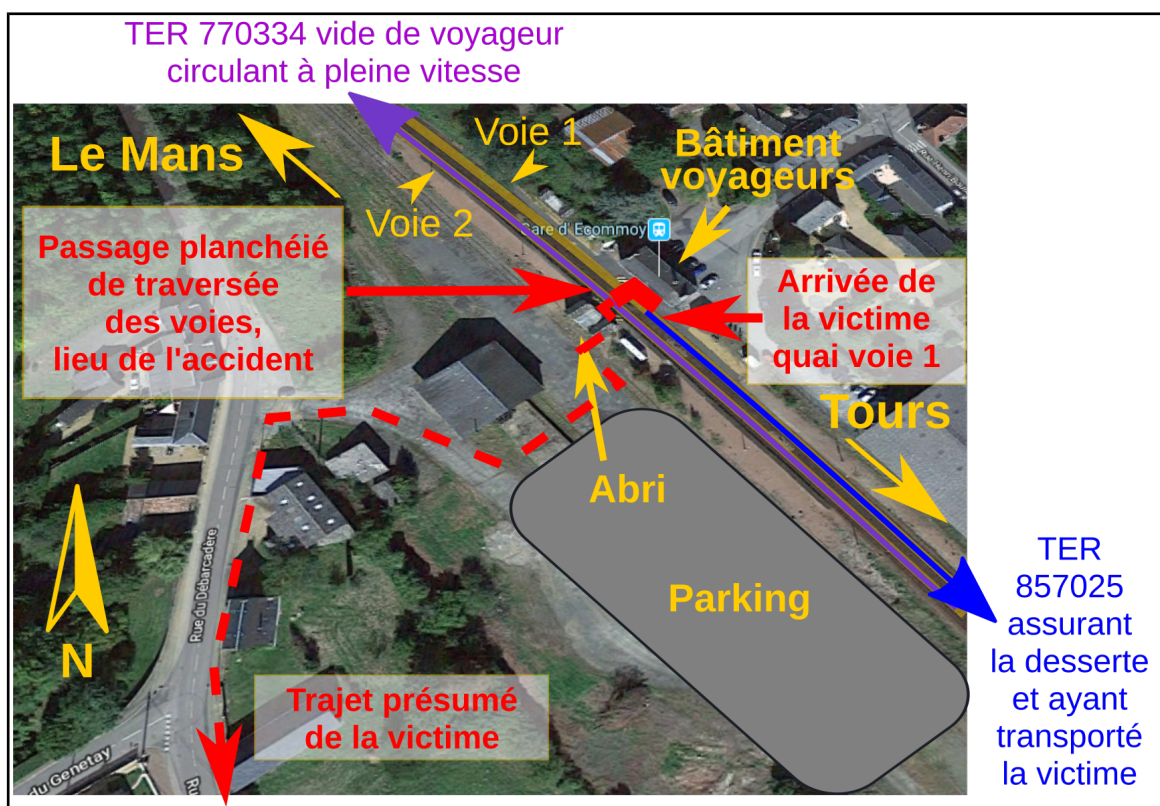 TER 770334 vide de voyageur
circulant à pleine vitesse
Le Mans
Voie 1
Voie 2
Bâtiment
voyageurs
Gare d' Ecommoy
Passage planchéié
de traversée
des voies,
lieu de l'accident
Arrivée de
la victime
quai voie 1
Tours
Abri
Parking
Rue du Débarcadère
N
Trajet présumé
de la victime
du Genetay
TER
857025
assurant
la desserte
et ayant
transporté
la victime